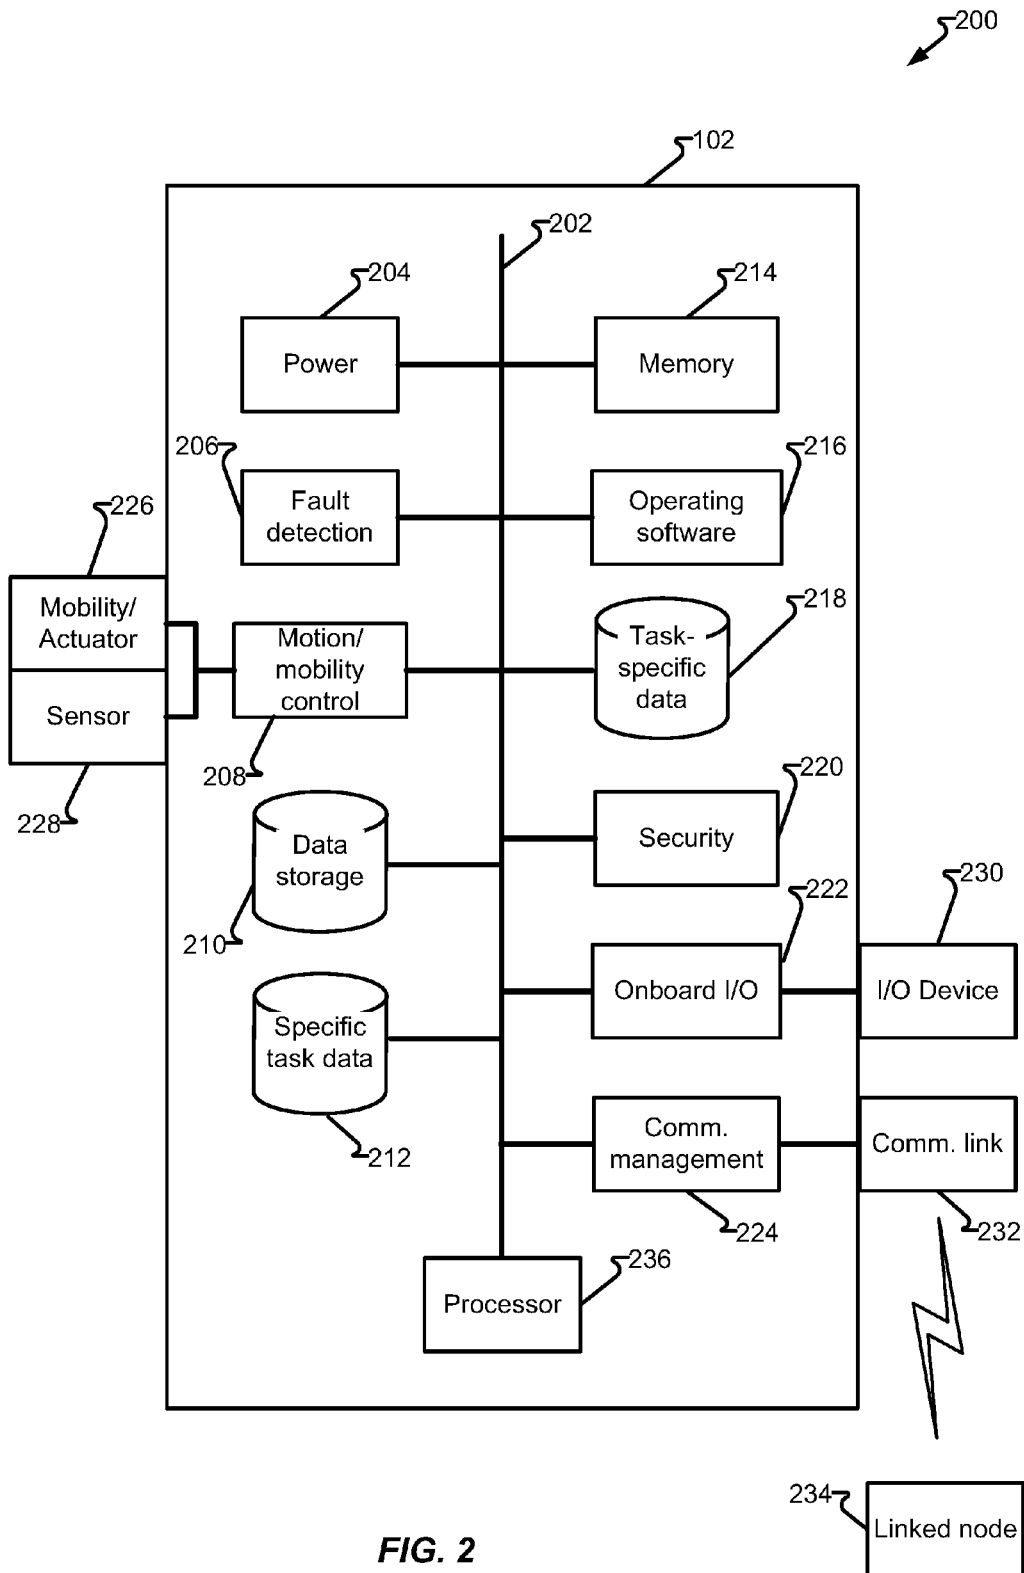 200
102
202
204
214
Power
Memory
206
216
Fault
detection
Operating
software
226
218
Mobility/
Actuator
Motion/
mobility
control
Task-
specific
data
Sensor
208
228
220
Data
storage
Security
210
222
230
Onboard I/O
I/O Device
Specific
task data
212
Comm.
management
Comm. link
224
232
236
Processor
234
Linked node
FIG. 2